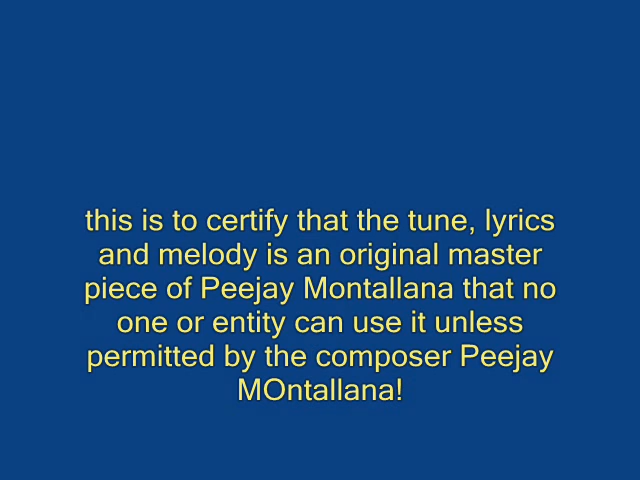 this is to certify that the tune, lyrics
and melody is an original master
piece of Peejay Montallana that no
one or entity can use it unless
permitted by the composer Peejay
MOntallana!